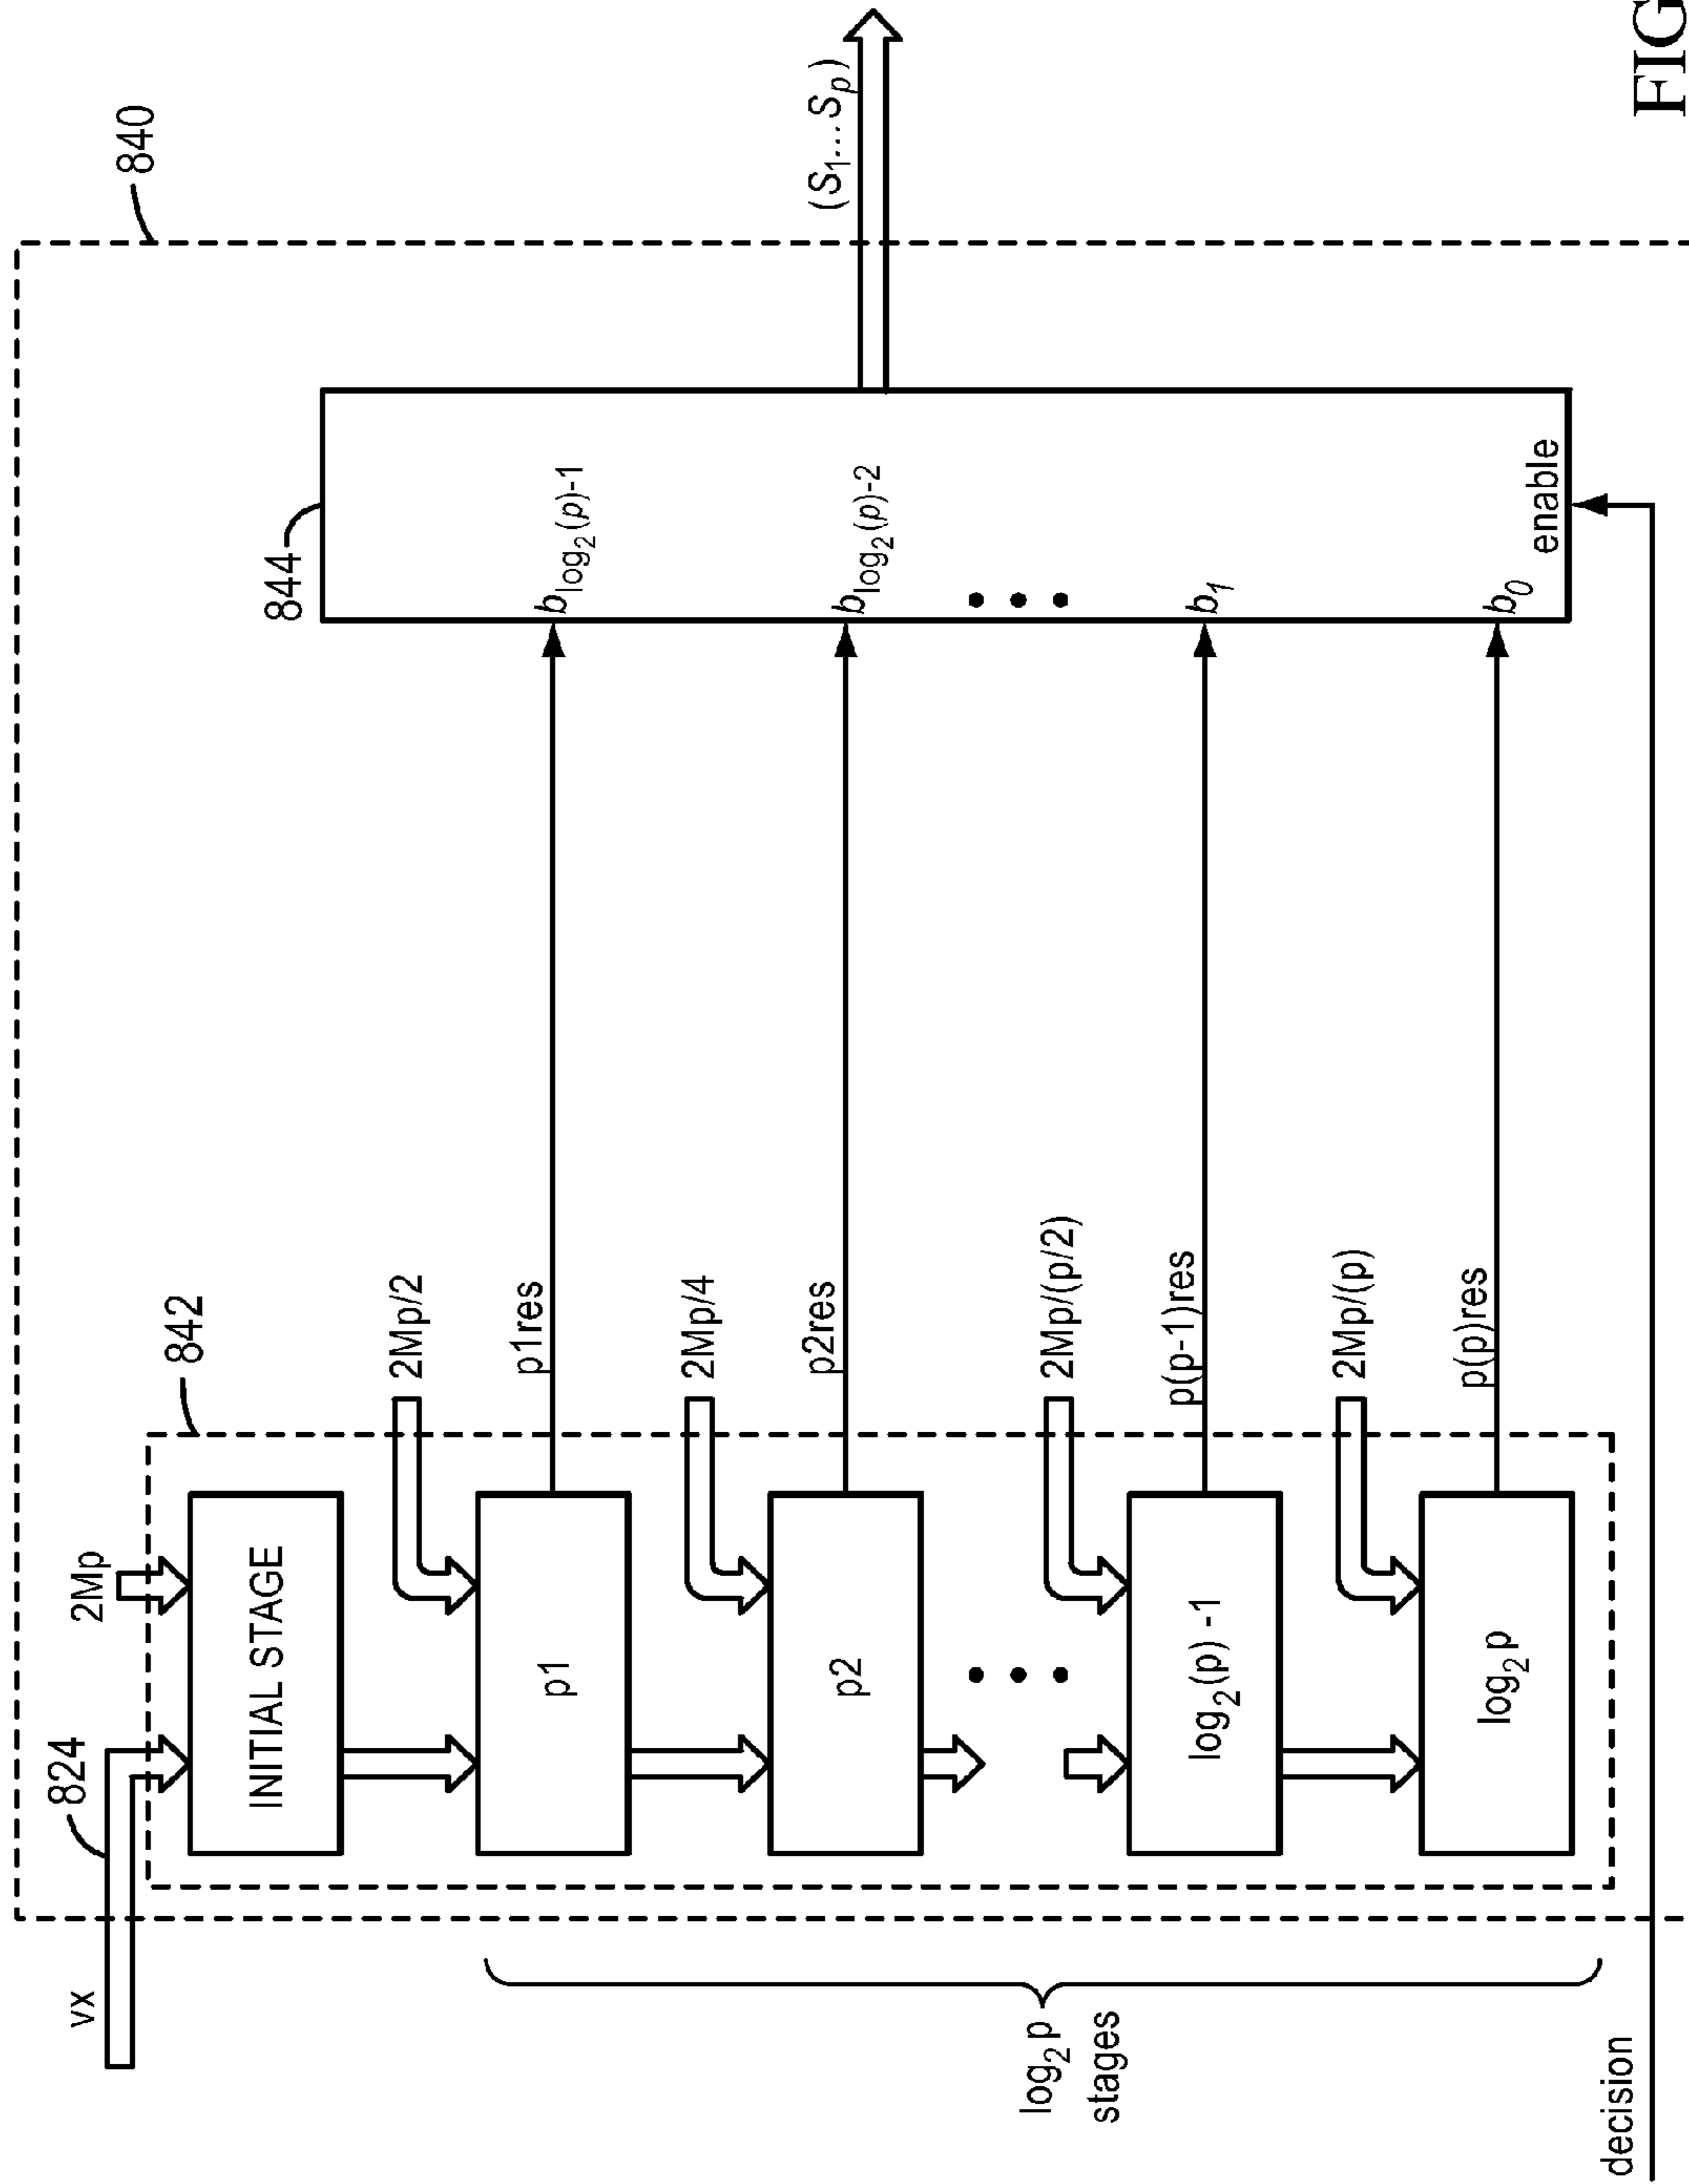 840
842
824
vx
2Mp
INITIAL STAGE
2Mp/2
p1
p1res
2Mp/4
p2
p2res
2Mp/(p/2)
log2(p) -1
p(p-1)res
2Mp/(p)
log2 p
p(p)res
log2 p
stages
844
blog2(p)-1
blog2(p)-2
b1
b0
enable
(S1...Sp)
decision
FIG